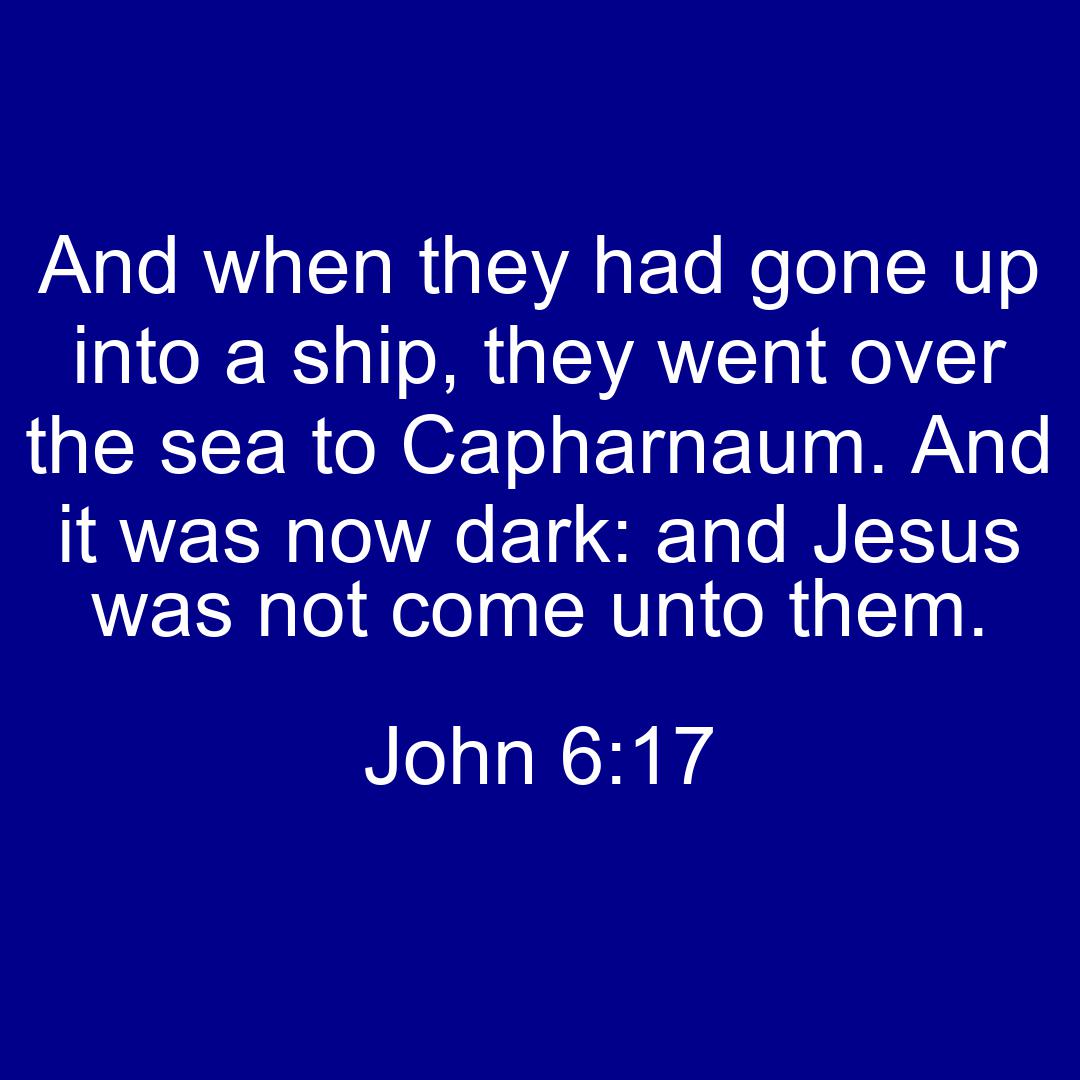 And when they had gone up
into a ship, they went over
the sea to Capharnaum. And
it was now dark: and Jesus
was not come unto them.
John 6:17